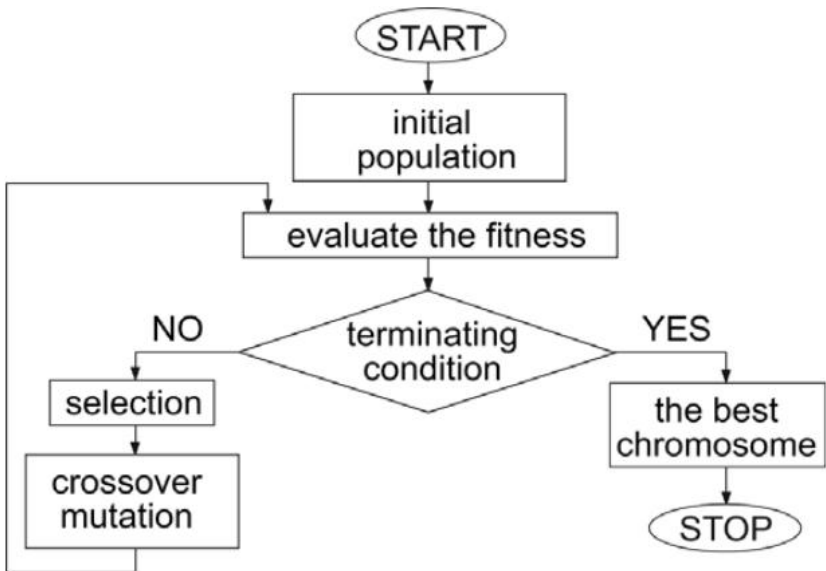 START
initial
population
evaluate the fitness
NO
terminating
condition
YES
selection
the best
chromosome
crossover
mutation
STOP